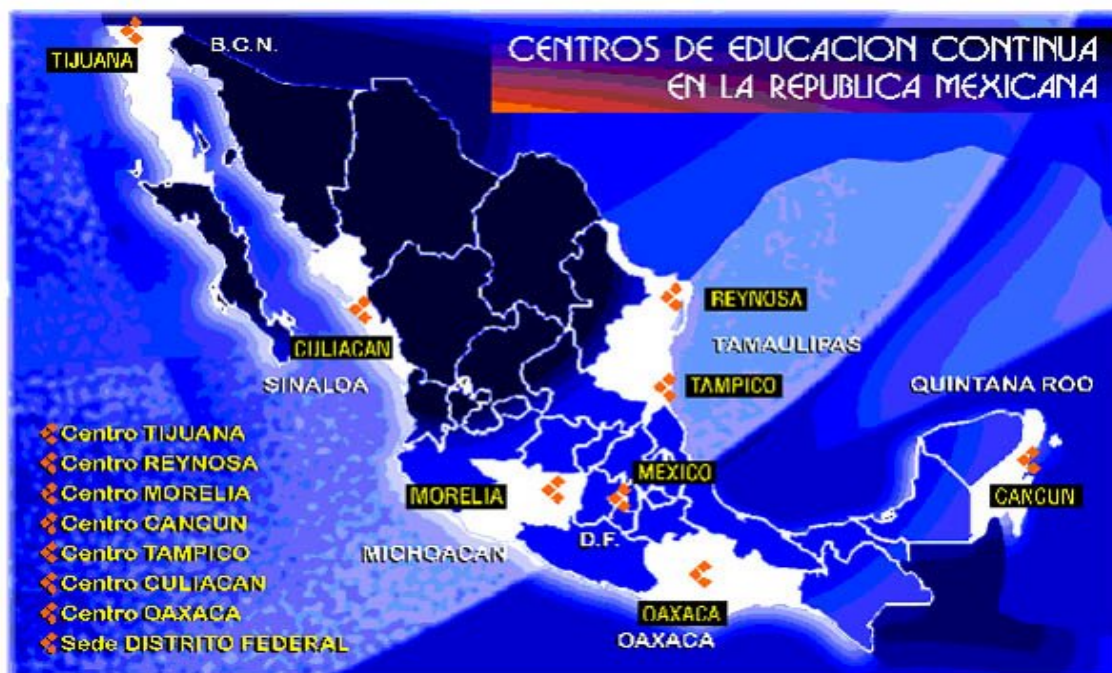 CENTROS DE EDUCACION CONTINUA
EN LA REPUBLICA MEXICANA
B.C.N.
TIJUANA
REYNOSA
TAMAULIPAS
CULIACAN
SINALOA
TAMPICO
QUINTANA ROO
MEXICO
MORELIA
CANCUN
D.F.
MICHOACAN
OAXACA
OAXACA
Centro TIJUANA
Centro REYNOSA
Centro MORELIA
Centro CANCUN
Centro TAMPICO
Centro CULIACAN
Centro OAXACA
Sede DISTRITO FEDERAL